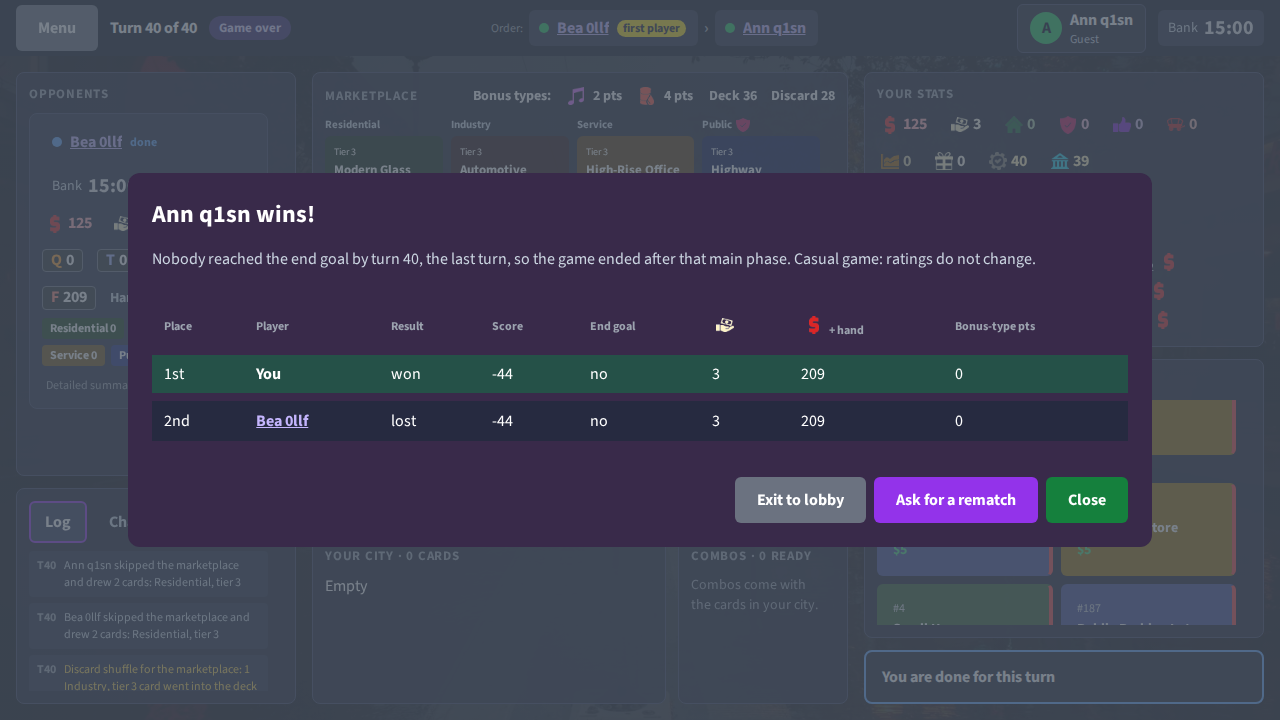 Menu
Turn 40 of 40
Game over
Order:
Bea 0llf
first player
›
Ann q1sn
A
Ann q1sn
Guest
Bank 15:00
OPPONENTS
Bea 0llf
done
Bank 15:0
125
Q 0
T 0
F 209
Residential 0
Service 0
Detailed summa
MARKETPLACE
Bonus types:
2 pts
4 pts
Deck 36
Discard 28
Residential
Industry
Service
Public
Tier 3
Modern Glass
Tier 3
Automotive
Tier 3
High-Rise Office
Tier 3
Highway
YOUR STATS
125
3
0
0
0
0
0
0
40
39
Ann q1sn wins!
Nobody reached the end goal by turn 40, the last turn, so the game ended after that main phase. Casual game: ratings do not change.
Place Player Result Score End goal + hand Bonus-type pts
1st You won -44 no 3 209 0
2nd Bea 0llf lost -44 no 3 209 0
Exit to lobby
Ask for a rematch
Close
Log
T40 Ann q1sn skipped the marketplace
and drew 2 cards: Residential, tier 3
T40 Bea 0llf skipped the marketplace and
drew 2 cards: Residential, tier 3
T40 Discard shuffle for the marketplace: 1
Industry, tier 3 card went into the deck
YOUR CITY · 0 CARDS
Empty
COMBOS · 0 READY
Combos come with
the cards in your city.
tore
$5
$5
#4
#187
You are done for this turn